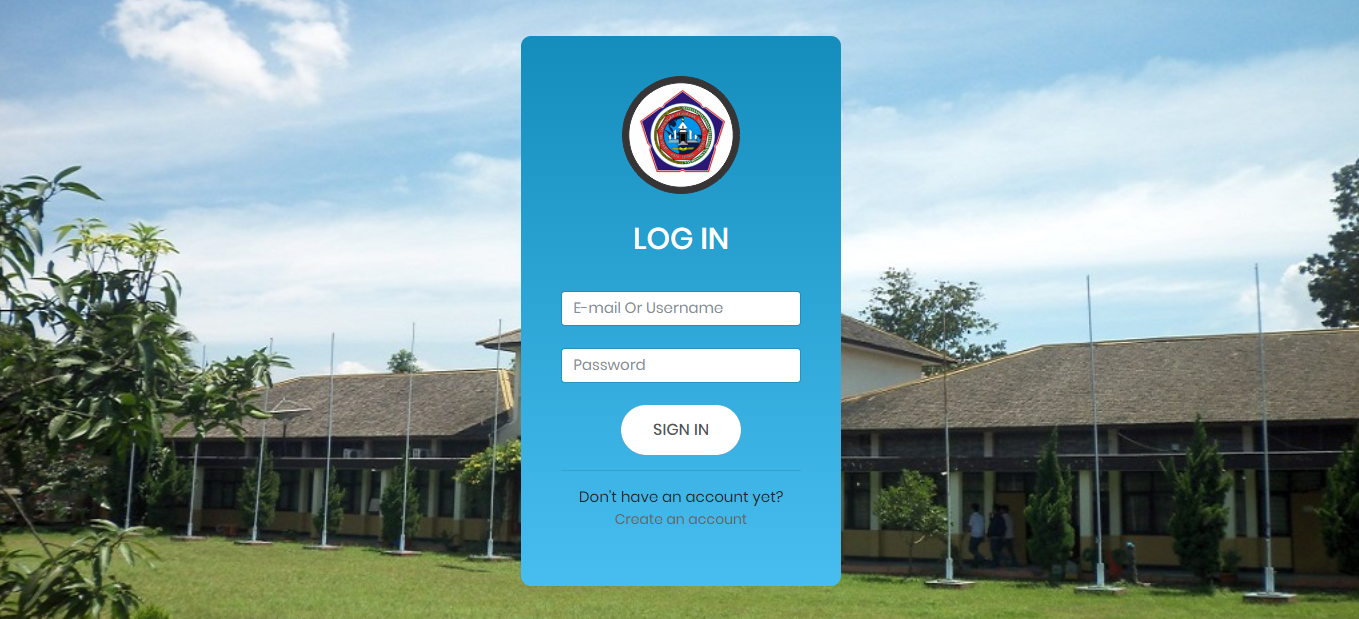 LOG IN
E-mail Or Username
Password
SIGN IN
Don't have an account yet?
Create an account